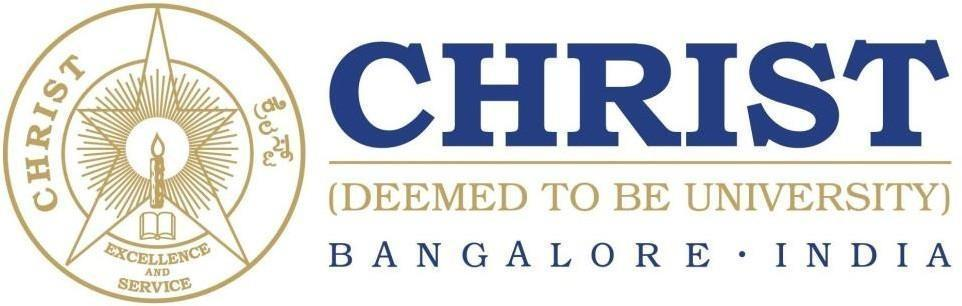 CHRIST
EXCELLENCE
AND
SERVICE
CHRIST
(DEEMED TO BE UNIVERSITY)
BANGALORE · INDIA